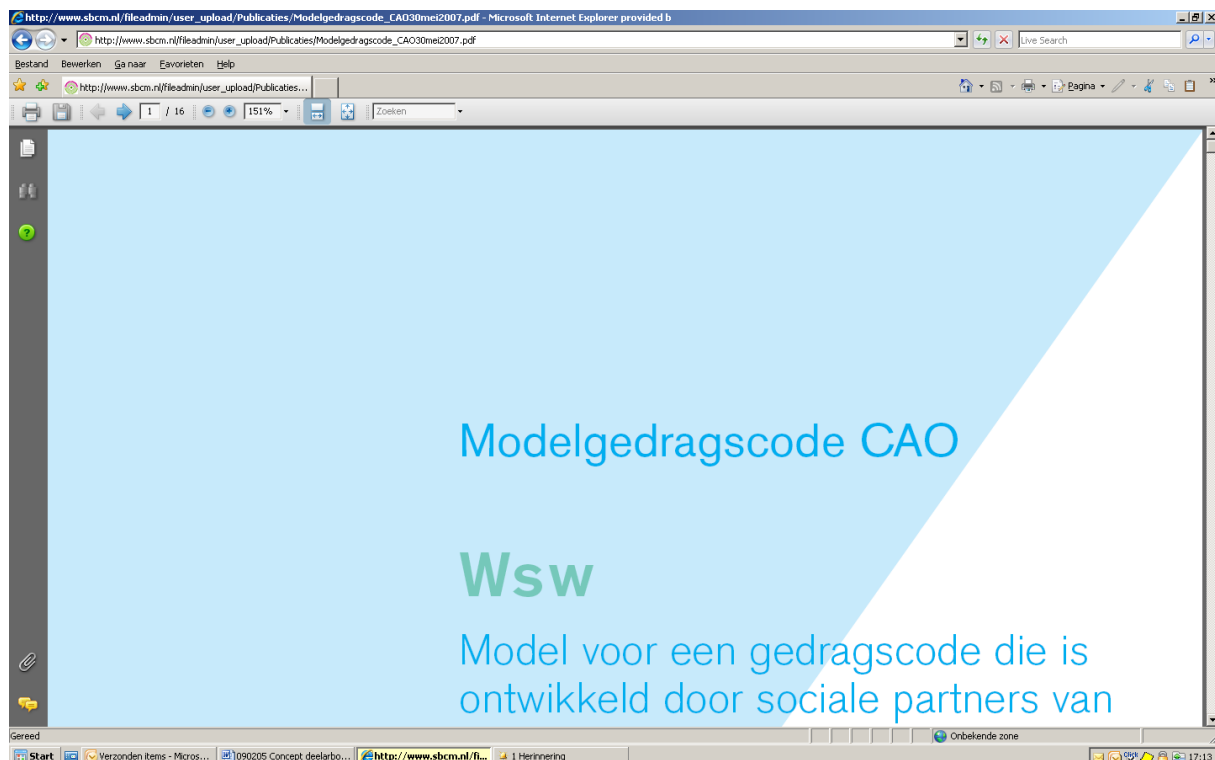 http://www.sbcm.nl/fileadmin/user_upload/Publicaties/Modelgedragscode_CAO30mei2007.pdf - Microsoft Internet Explorer provided b
http://www.sbcm.nl/fileadmin/user_upload/Publicaties/Modelgedragscode_CAO30mei2007.pdf
Live Search
Bestand Bewerken Ga naar Favorieten Help
http://www.sbcm.nl/fileadmin/user_upload/Publicaties...
Pagina
1 / 16 151% Zoeken
Modelgedragscode CAO
Wsw
Model voor een gedragscode die is
ontwikkeld door sociale partners van
Gereed Onbekende zone
Start Verzonden items - Micros... 1090205 Concept deelarbo... http://www.sbcm.nl/fi... 1 Herinnering 17:13